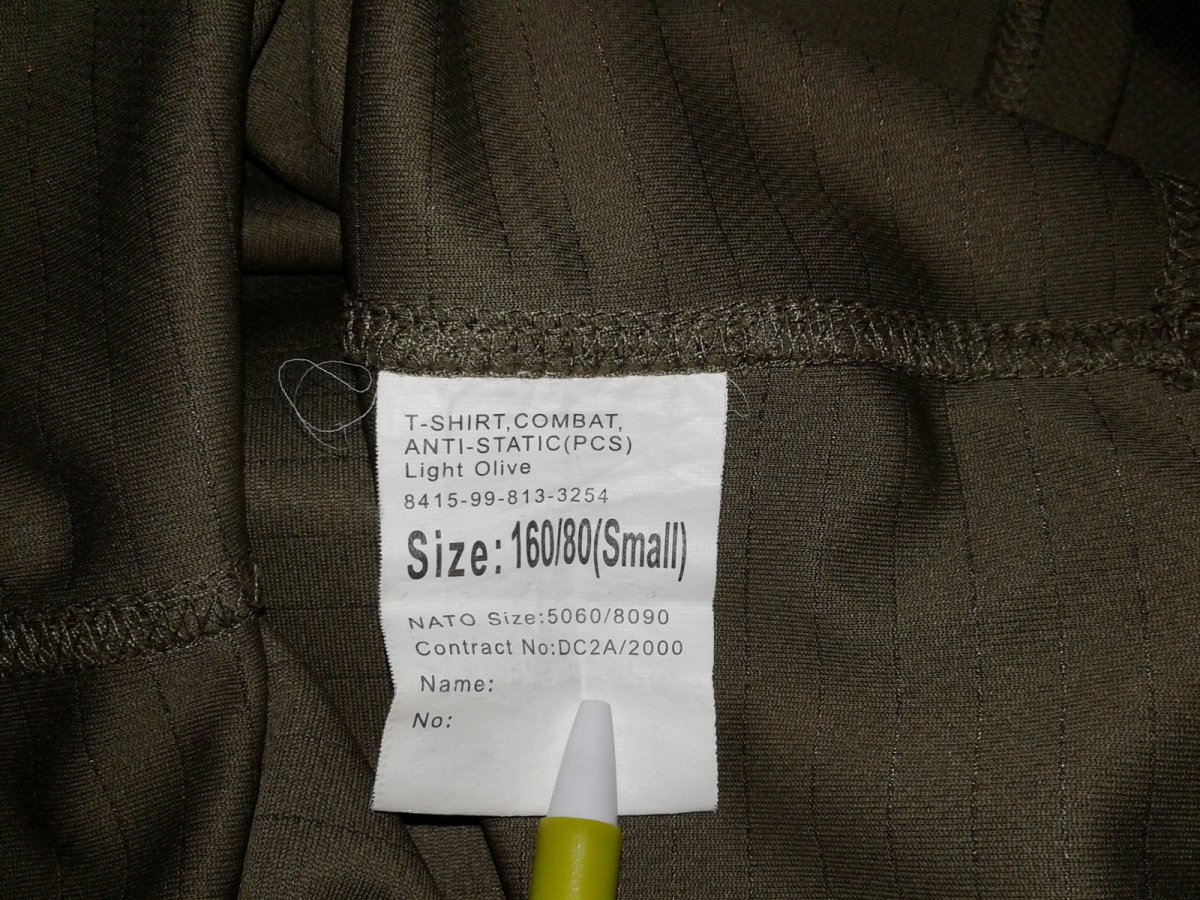 T-SHIRT,COMBAT,
ANTI-STATIC(PCS)
Light Olive
8415-99-813-3254
Size:160/80(Small)
NATO Size:5060/8090
Contract No:DC2A/2000
Name:
No: